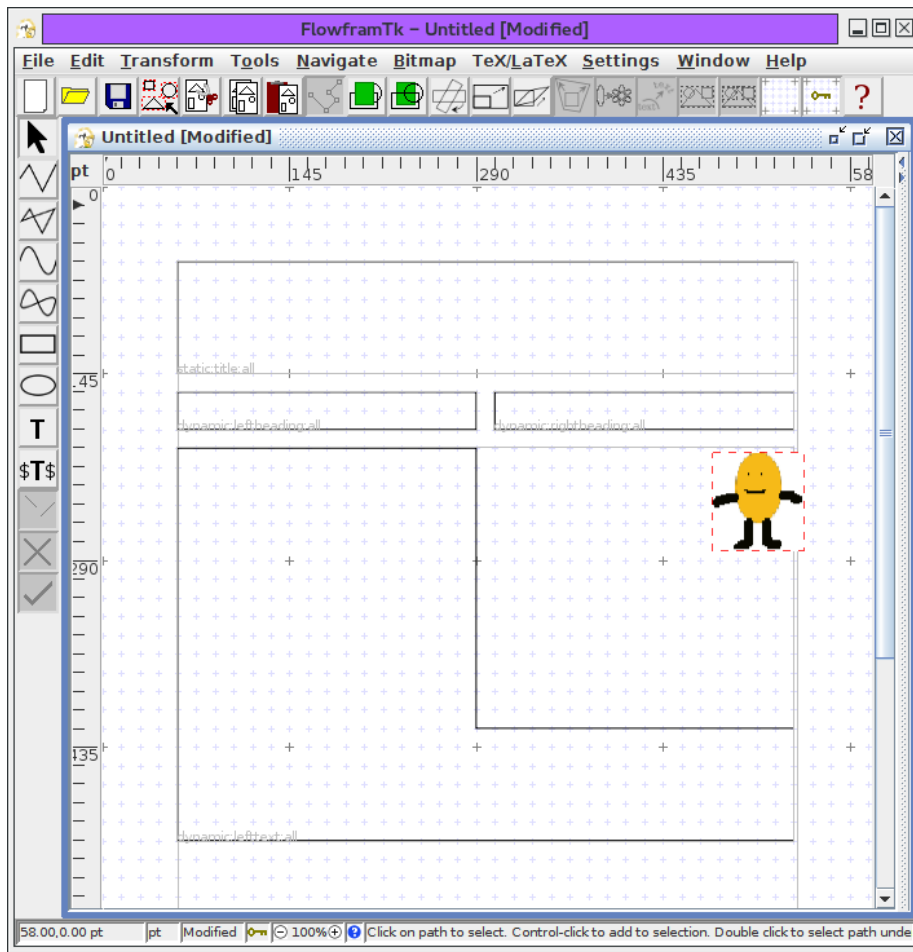 FlowframTk - Untitled [Modified]
File Edit Transform Tools Navigate Bitmap TeX/LaTeX Settings Window Help
?
Untitled [Modified]
pt 0 145 290 435 58
0
145
290
435
static:title:all
dynamic:leftheading:all dynamic:rightheading:all
dynamic:lefttext:all
T
$T$
58.00,0.00 pt pt Modified 100% ? Click on path to select. Control-click to add to selection. Double click to select path unde